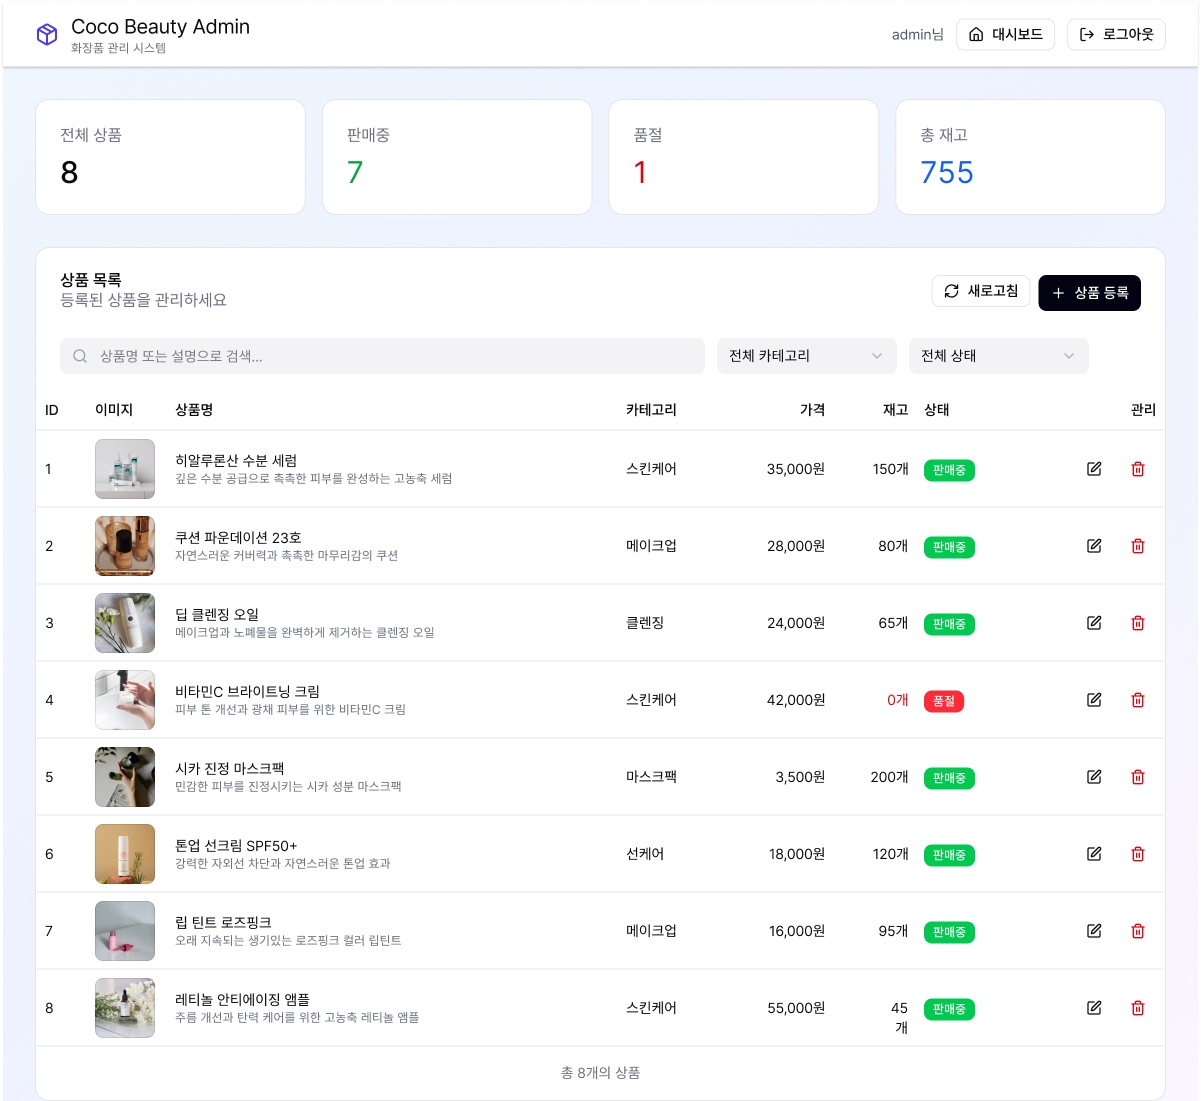 Coco Beauty Admin
화장품 관리 시스템
admin님
대시보드
로그아웃
전체 상품
8
판매중
7
품절
1
총 재고
755
상품 목록
등록된 상품을 관리하세요
새로고침
+ 상품 등록
상품명 또는 설명으로 검색...
전체 카테고리
전체 상태
ID 이미지 상품명 카테고리 가격 재고 상태 관리
1 히알루론산 수분 세럼 스킨케어 35,000원 150개 판매중
깊은 수분 공급으로 촉촉한 피부를 완성하는 고농축 세럼
2 쿠션 파운데이션 23호 메이크업 28,000원 80개 판매중
자연스러운 커버력과 촉촉한 마무리감의 쿠션
3 딥 클렌징 오일 클렌징 24,000원 65개 판매중
메이크업과 노폐물을 완벽하게 제거하는 클렌징 오일
4 비타민C 브라이트닝 크림 스킨케어 42,000원 0개 품절
피부 톤 개선과 광채 피부를 위한 비타민C 크림
5 시카 진정 마스크팩 마스크팩 3,500원 200개 판매중
민감한 피부를 진정시키는 시카 성분 마스크팩
6 톤업 선크림 SPF50+ 선케어 18,000원 120개 판매중
강력한 자외선 차단과 자연스러운 톤업 효과
7 립 틴트 로즈핑크 메이크업 16,000원 95개 판매중
오래 지속되는 생기있는 로즈핑크 컬러 립틴트
8 레티놀 안티에이징 앰플 스킨케어 55,000원 45개 판매중
주름 개선과 탄력 케어를 위한 고농축 레티놀 앰플
총 8개의 상품